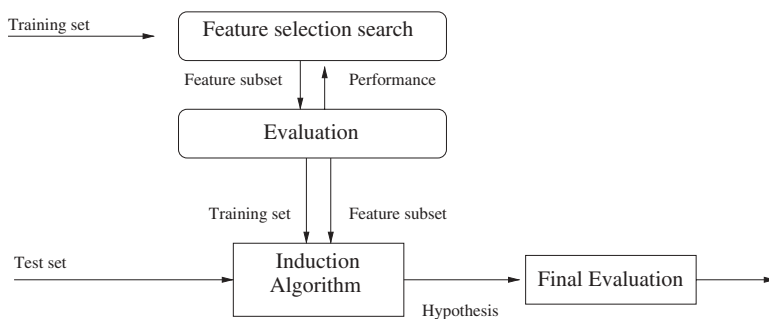 Training set
Feature selection search
Feature subset
Performance
Evaluation
Training set
Feature subset
Test set
Induction
Algorithm
Hypothesis
Final Evaluation